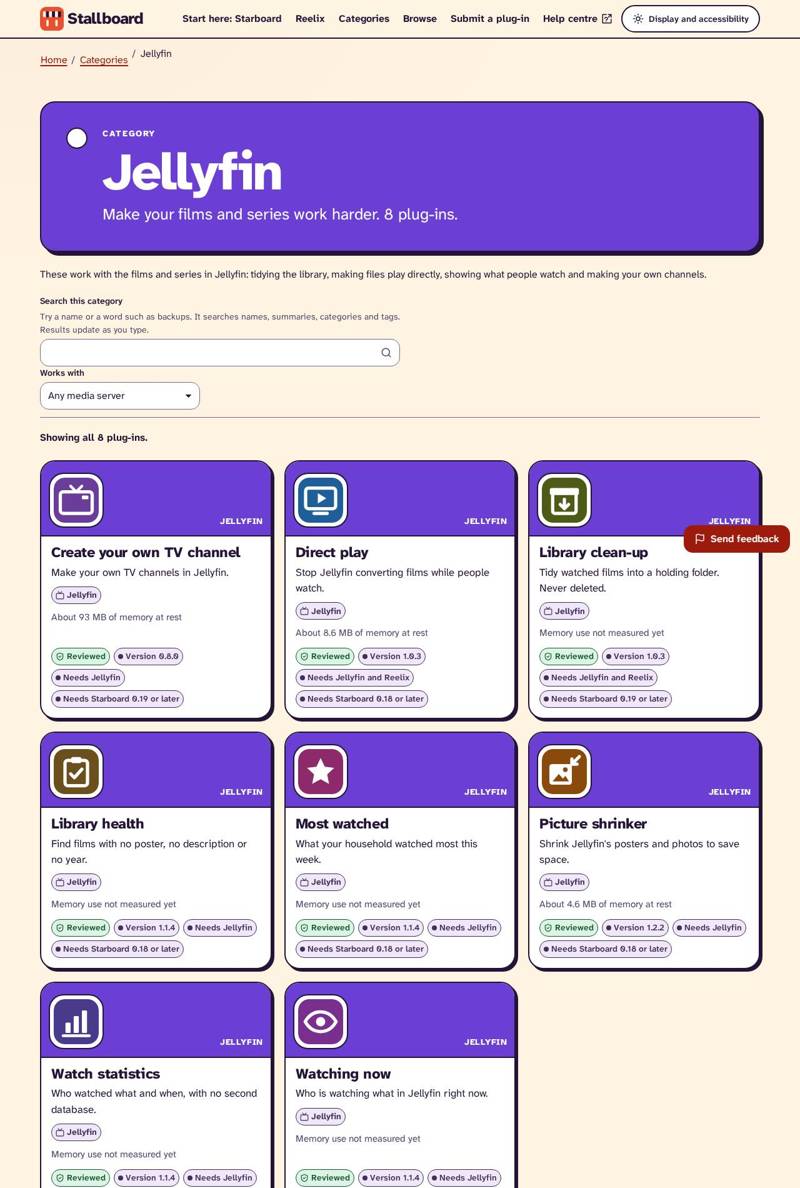 Stallboard
Start here: Starboard
Reelix
Categories
Browse
Submit a plug-in
Help centre
Display and accessibility
Home / Categories / Jellyfin
CATEGORY
Jellyfin
Make your films and series work harder. 8 plug-ins.
These work with the films and series in Jellyfin: tidying the library, making files play directly, showing what people watch and making your own channels.
Search this category
Try a name or a word such as backups. It searches names, summaries, categories and tags.
Results update as you type.
Works with
Any media server
Showing all 8 plug-ins.
JELLYFIN
Create your own TV channel
Make your own TV channels in Jellyfin.
Jellyfin
About 93 MB of memory at rest
Reviewed
Version 0.8.0
Needs Jellyfin
Needs Starboard 0.19 or later
JELLYFIN
Direct play
Stop Jellyfin converting films while people
watch.
Jellyfin
About 8.6 MB of memory at rest
Reviewed
Version 1.0.3
Needs Jellyfin and Reelix
Needs Starboard 0.18 or later
JELLYFIN
Send feedback
Library clean-up
Tidy watched films into a holding folder.
Never deleted.
Jellyfin
Memory use not measured yet
Reviewed
Version 1.0.3
Needs Jellyfin and Reelix
Needs Starboard 0.19 or later
JELLYFIN
Library health
Find films with no poster, no description or
no year.
Jellyfin
Memory use not measured yet
Reviewed
Version 1.1.4
Needs Jellyfin
Needs Starboard 0.18 or later
JELLYFIN
Most watched
What your household watched most this
week.
Jellyfin
Memory use not measured yet
Reviewed
Version 1.1.4
Needs Jellyfin
Needs Starboard 0.18 or later
JELLYFIN
Picture shrinker
Shrink Jellyfin's posters and photos to save
space.
Jellyfin
About 4.6 MB of memory at rest
Reviewed
Version 1.2.2
Needs Jellyfin
Needs Starboard 0.18 or later
JELLYFIN
Watch statistics
Who watched what and when, with no second
database.
Jellyfin
Memory use not measured yet
Reviewed
Version 1.1.4
Needs Jellyfin
JELLYFIN
Watching now
Who is watching what in Jellyfin right now.
Jellyfin
Memory use not measured yet
Reviewed
Version 1.1.4
Needs Jellyfin